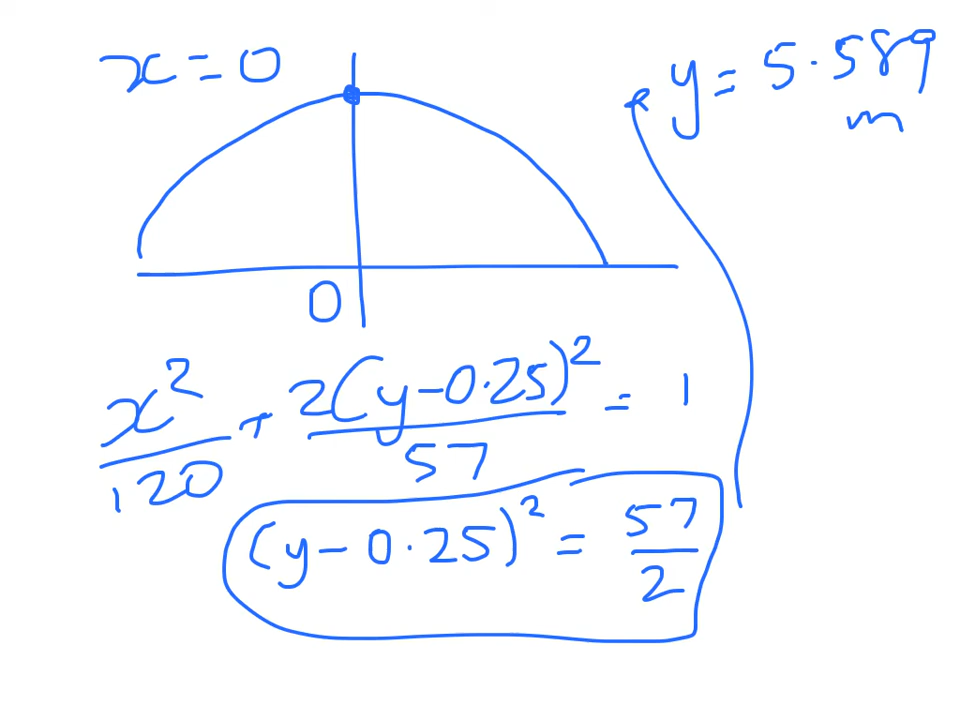 x = 0
y = 5.589 m
0
x²/120 + 2(y-0.25)²/57 = 1
(y-0.25)² = 57/2